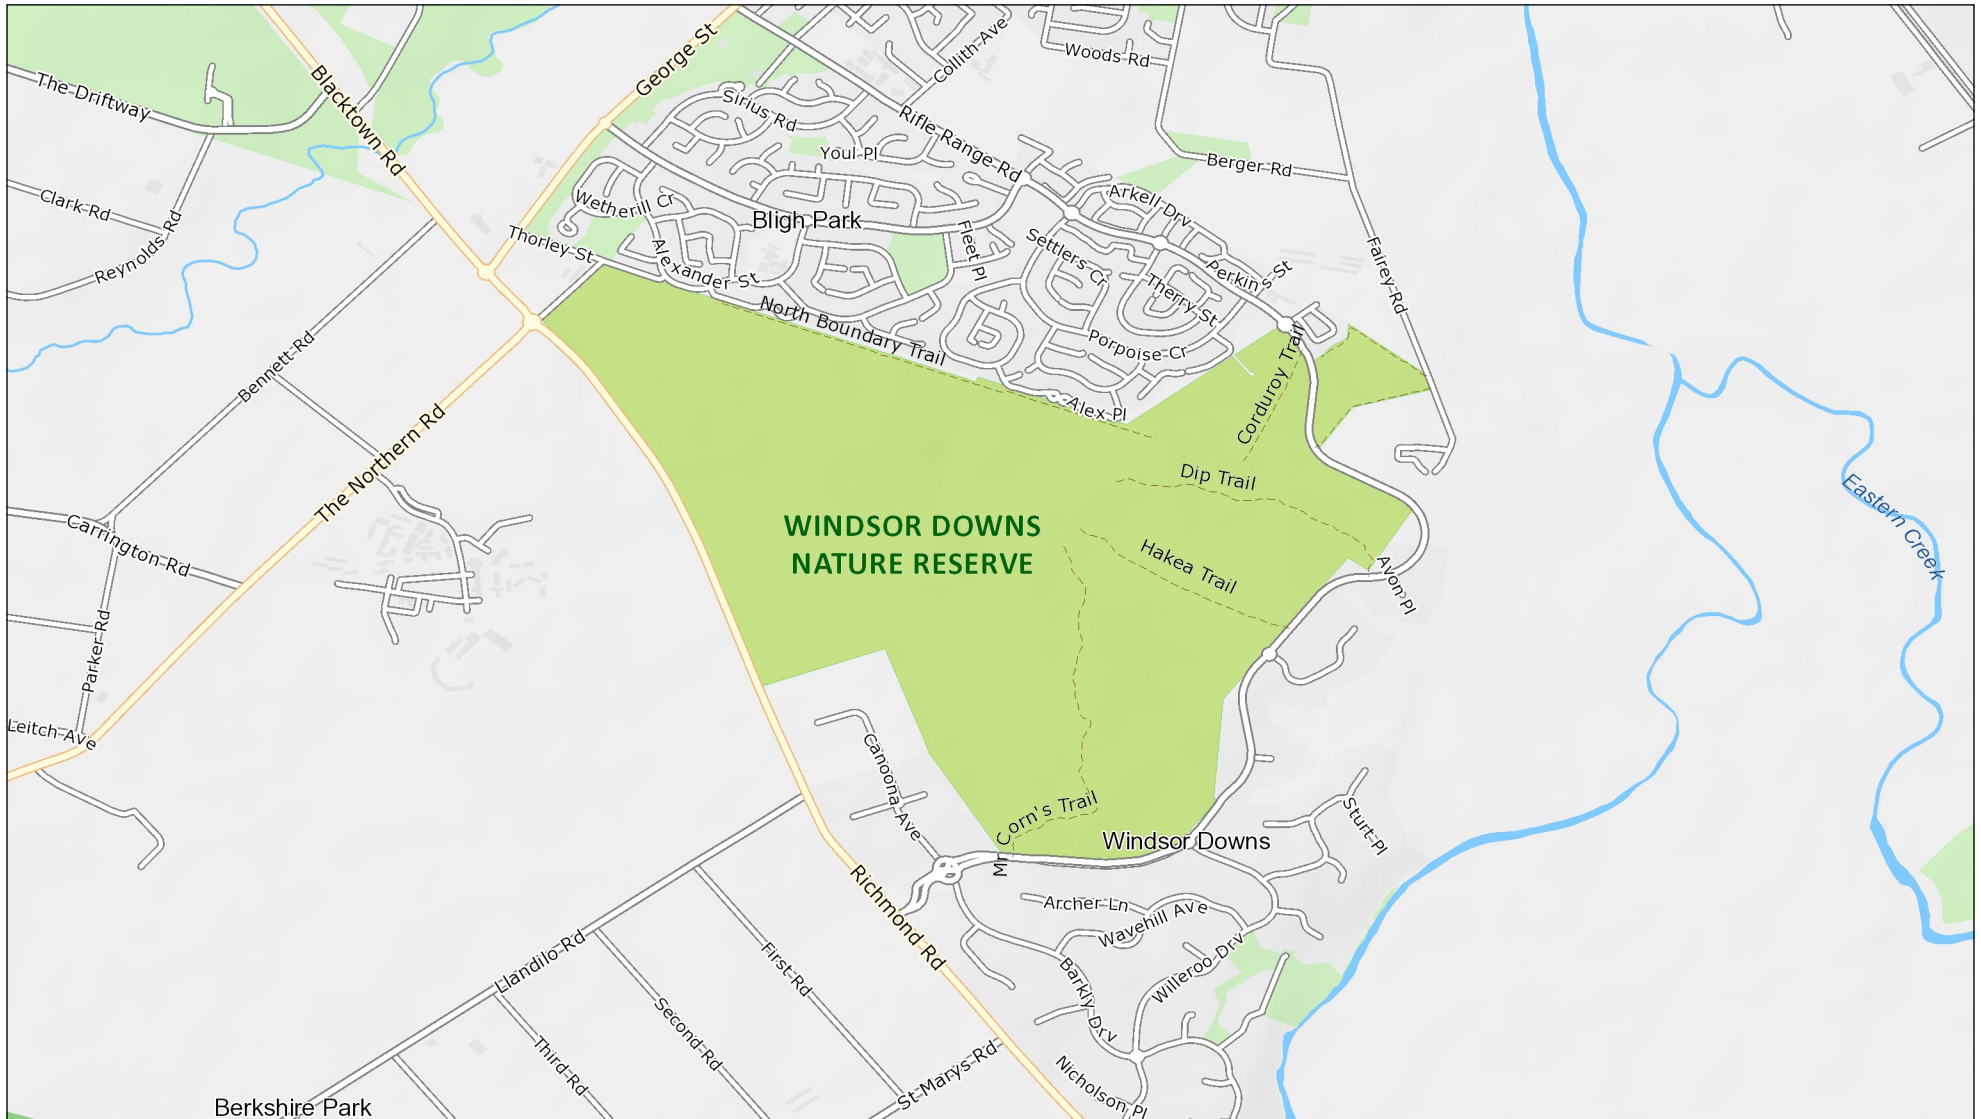 George St
Collith Ave
Woods Rd
The Driftway
Blacktown Rd
Sirius Rd
Rifle Range Rd
Youl Pl
Berger Rd
Clark Rd
Reynolds Rd
Wetherill Cr
Arkell Drv
Bligh Park
Thorley St
Alexander St
Fleet Pl
Settlers Cr
Perkins St
Therry St
Fairey Rd
North Boundary Trail
Porpoise Cr
Corduroy Trail
Bennett Rd
Alex Pl
The Northern Rd
Dip Trail
Eastern Creek
WINDSOR DOWNS
NATURE RESERVE
Carrington Rd
Hakea Trail
Avon Pl
Parker Rd
Leitch Ave
Canoona Ave
Mr Corn's Trail
Windsor Downs
Sturt Pl
Richmond Rd
Archer Ln
Wavehill Ave
Willeroo Drv
Llandilo Rd
First Rd
Barkly Drv
Second Rd
Third Rd
St Marys Rd
Nicholson Pl
Berkshire Park